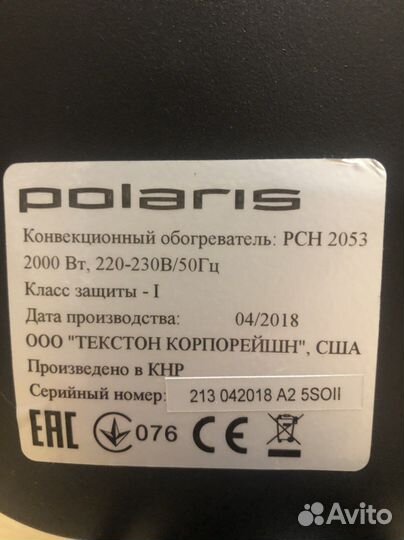 polaris
Конвекционный обогреватель: PCH 2053
2000 Вт, 220-230В/50Гц
Класс защиты - I
Дата производства: 04/2018
ООО "ТЕКСТОН КОРПОРЕЙШН", США
Произведено в КНР
Серийный номер: 213 042018 A2 5SOII
EAC 076 CE
Avito